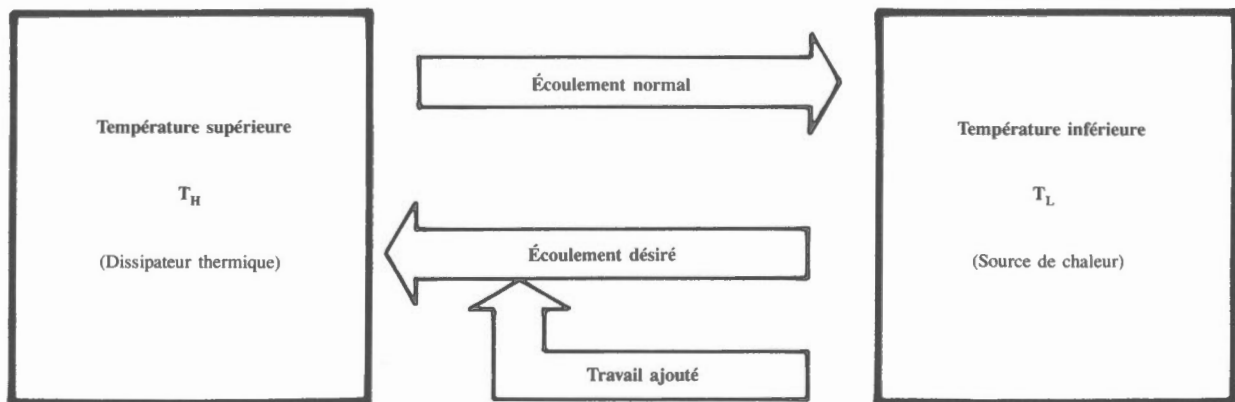 Écoulement normal
Température supérieure
T_H
(Dissipateur thermique)
Écoulement désiré
Travail ajouté
Température inférieure
T_L
(Source de chaleur)